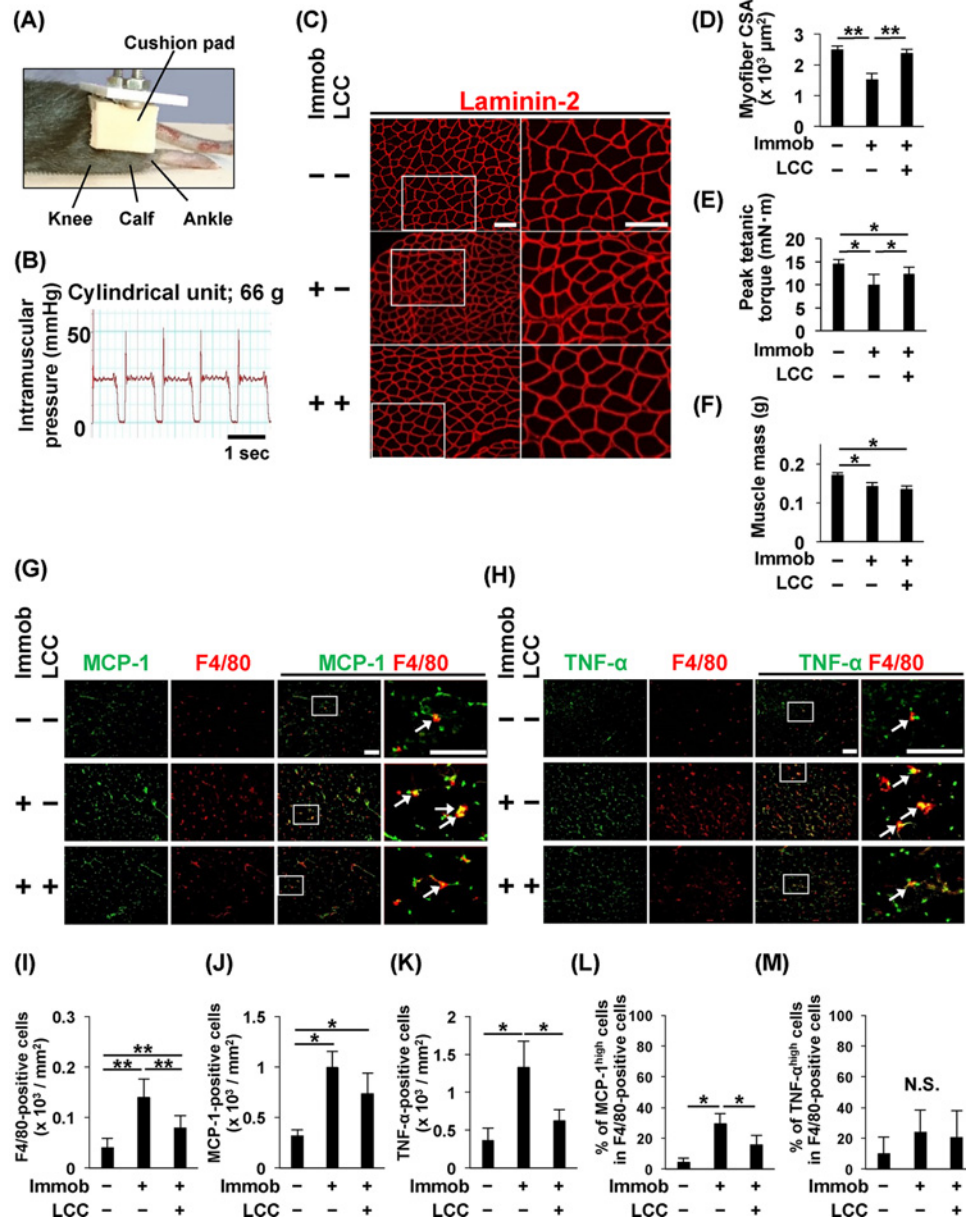 (A)
Cushion pad
Knee Calf Ankle
(B)
Cylindrical unit; 66 g
Intramuscular
pressure (mmHg)
50
0
1 sec
(C)
Immob
LCC
Laminin-2
– –
+ –
+ +
(D)
Myofiber CSA
(x 10³ μm²)
3
2
1
0
** **
Immob – + +
LCC +
(E)
Peak tetanic
torque (mN·m)
20
15
10
5
0
*
* *
Immob – + +
LCC +
(F)
Muscle mass (g)
0.2
0.1
0
*
*
Immob – + +
LCC +
(G)
Immob
LCC
MCP-1 F4/80 MCP-1 F4/80
– –
+ –
+ +
(H)
Immob
LCC
TNF-α F4/80 TNF-α F4/80
– –
+ –
+ +
(I)
F4/80-positive cells
(x 10³ / mm²)
0.3
0.2
0.1
0
**
** **
Immob – + +
LCC – +
(J)
MCP-1-positive cells
(x 10³ / mm²)
1.5
1
0.5
0
*
*
– + +
– +
(K)
TNF-α-positive cells
(x 10³ / mm²)
2
1.5
1
0.5
0
* *
– + +
– +
(L)
% of MCP-1ʰⁱᵍʰ cells
in F4/80-positive cells
100
80
60
40
20
0
* *
Immob – + +
LCC – +
(M)
% of TNF-αʰⁱᵍʰ cells
in F4/80-positive cells
100
80
60
40
20
0
N.S.
– + +
– +